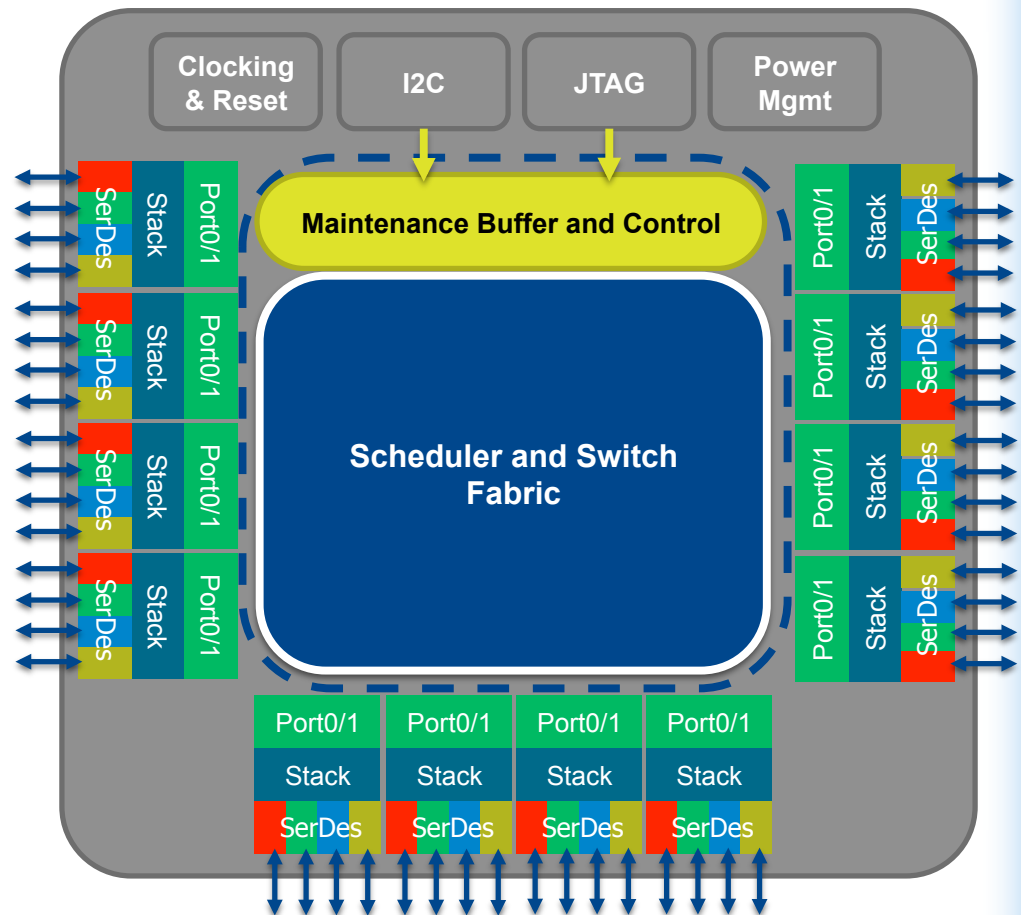 Clocking
& Reset
I2C
JTAG
Power
Mgmt
Maintenance Buffer and Control
Scheduler and Switch
Fabric
SerDes
Stack
Port0/1
SerDes
Stack
Port0/1
SerDes
Stack
Port0/1
SerDes
Stack
Port0/1
Port0/1
Stack
SerDes
Port0/1
Stack
SerDes
Port0/1
Stack
SerDes
Port0/1
Stack
SerDes
Port0/1
Port0/1
Port0/1
Port0/1
Stack
Stack
Stack
Stack
SerDes
SerDes
SerDes
SerDes